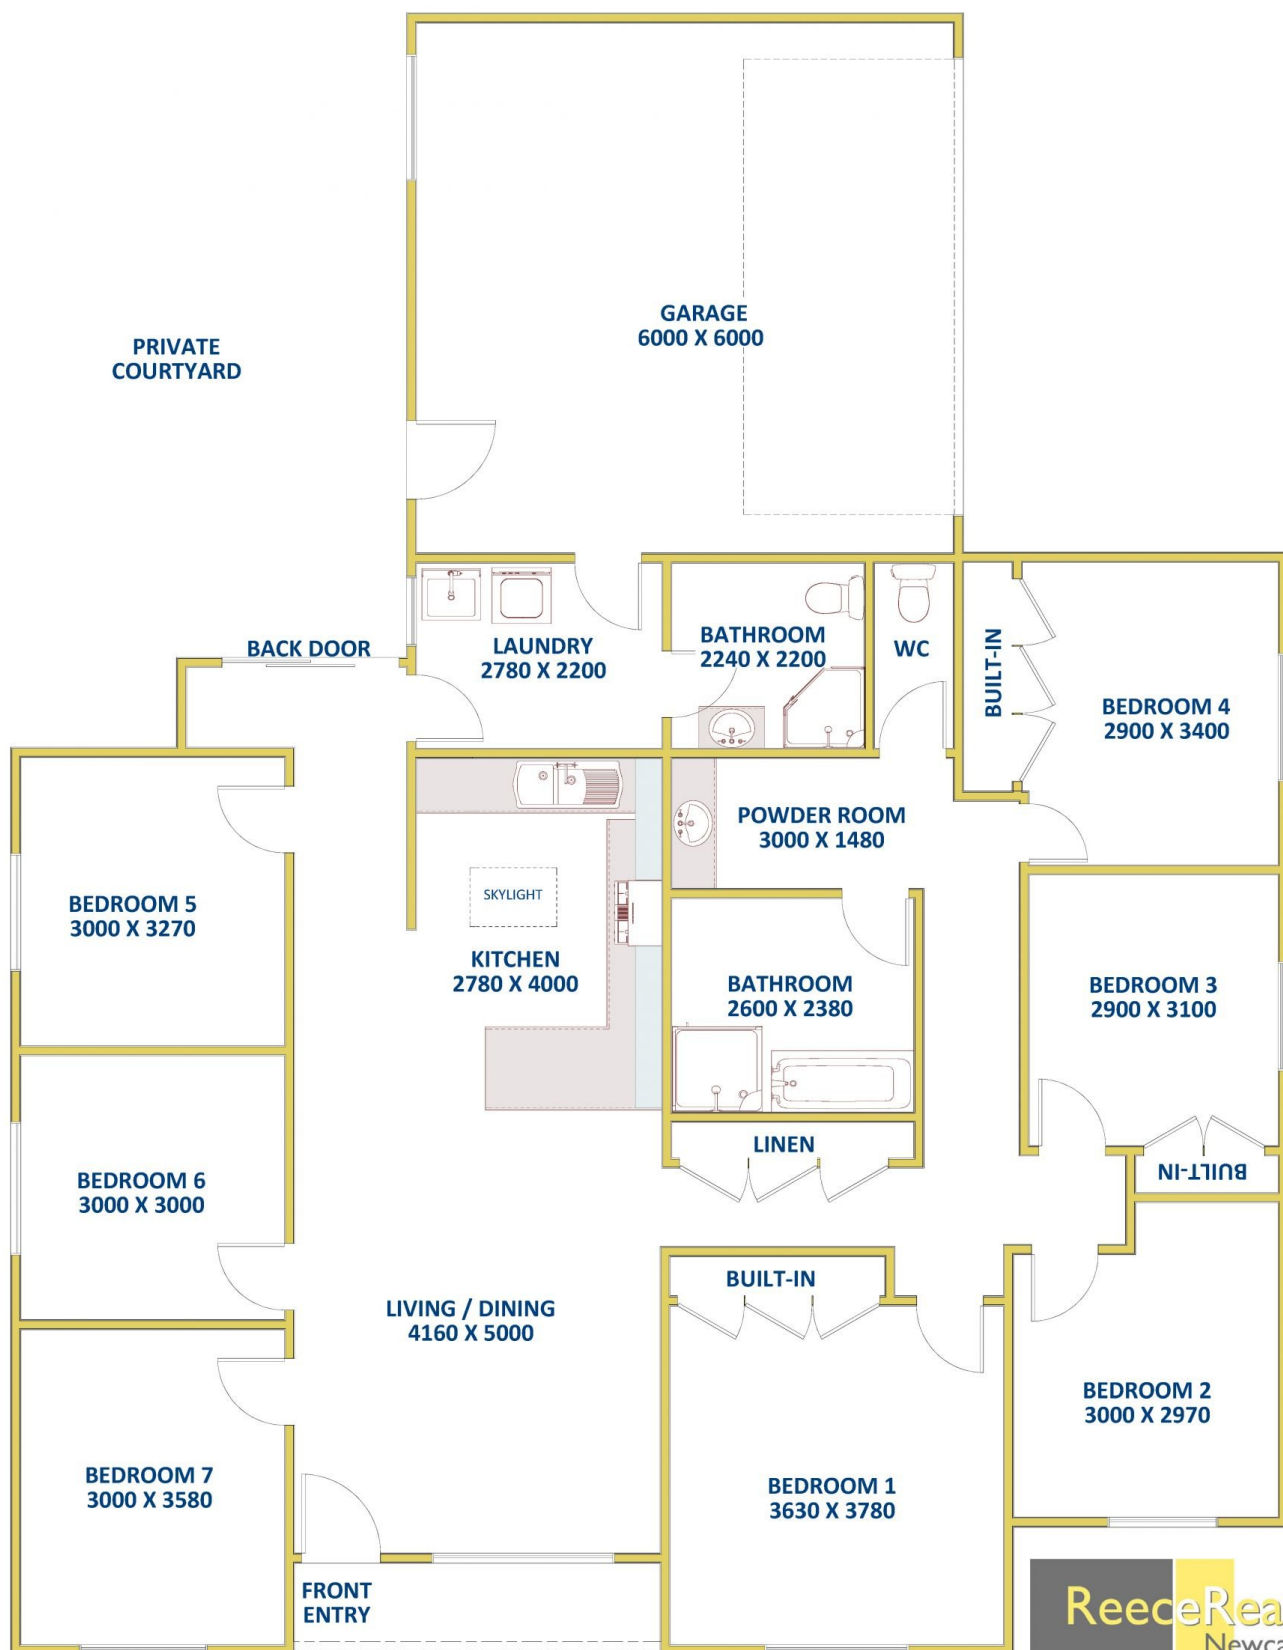 GARAGE
6000 X 6000
PRIVATE
COURTYARD
BACK DOOR
LAUNDRY
2780 X 2200
BATHROOM
2240 X 2200
WC
BUILT-IN
BEDROOM 4
2900 X 3400
POWDER ROOM
3000 X 1480
SKYLIGHT
KITCHEN
2780 X 4000
BEDROOM 5
3000 X 3270
BATHROOM
2600 X 2380
BEDROOM 3
2900 X 3100
LINEN
BUILT-IN
BEDROOM 6
3000 X 3000
BUILT-IN
LIVING / DINING
4160 X 5000
BEDROOM 2
3000 X 2970
BEDROOM 7
3000 X 3580
BEDROOM 1
3630 X 3780
FRONT
ENTRY
ReeceRea
Newca